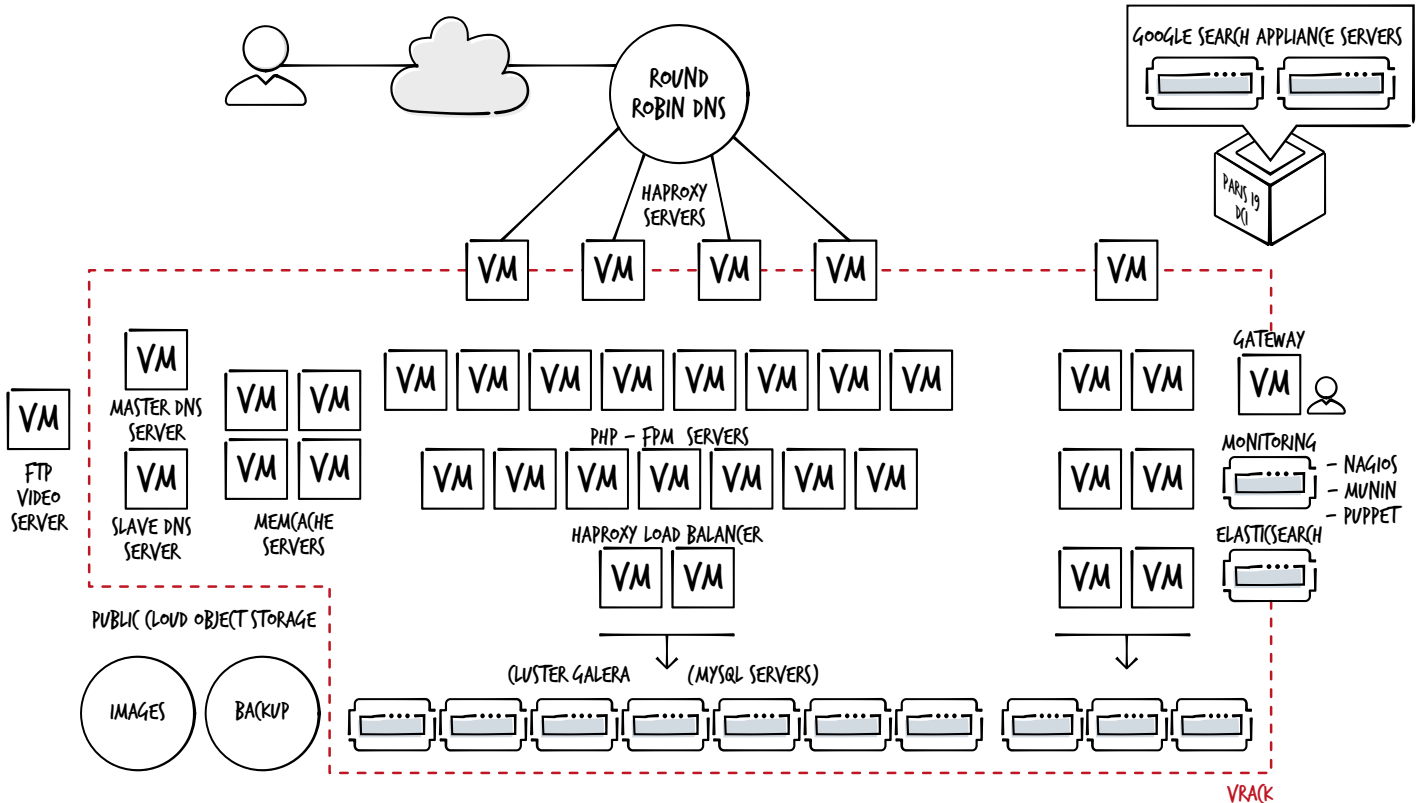 GOOGLE SEARCH APPLIANCE SERVERS
ROUND
ROBIN DNS
PARIS 19
DC1
HAPROXY
SERVERS
VM
VM
VM
VM
VM
GATEWAY
VM
MASTER DNS
SERVER
VM
VM
VM
VM
VM
VM
VM
VM
VM
VM
VM
VM
VM
VM
FTP
VIDEO
SERVER
VM
PHP - FPM SERVERS
MONITORING
- NAGIOS
- MUNIN
- PUPPET
VM
SLAVE DNS
SERVER
VM
VM
MEMCACHE
SERVERS
VM
VM
VM
VM
VM
VM
VM
VM
VM
HAPROXY LOAD BALANCER
ELASTICSEARCH
VM
VM
VM
VM
PUBLIC CLOUD OBJECT STORAGE
IMAGES
BACKUP
CLUSTER GALERA (MYSQL SERVERS)
VRACK